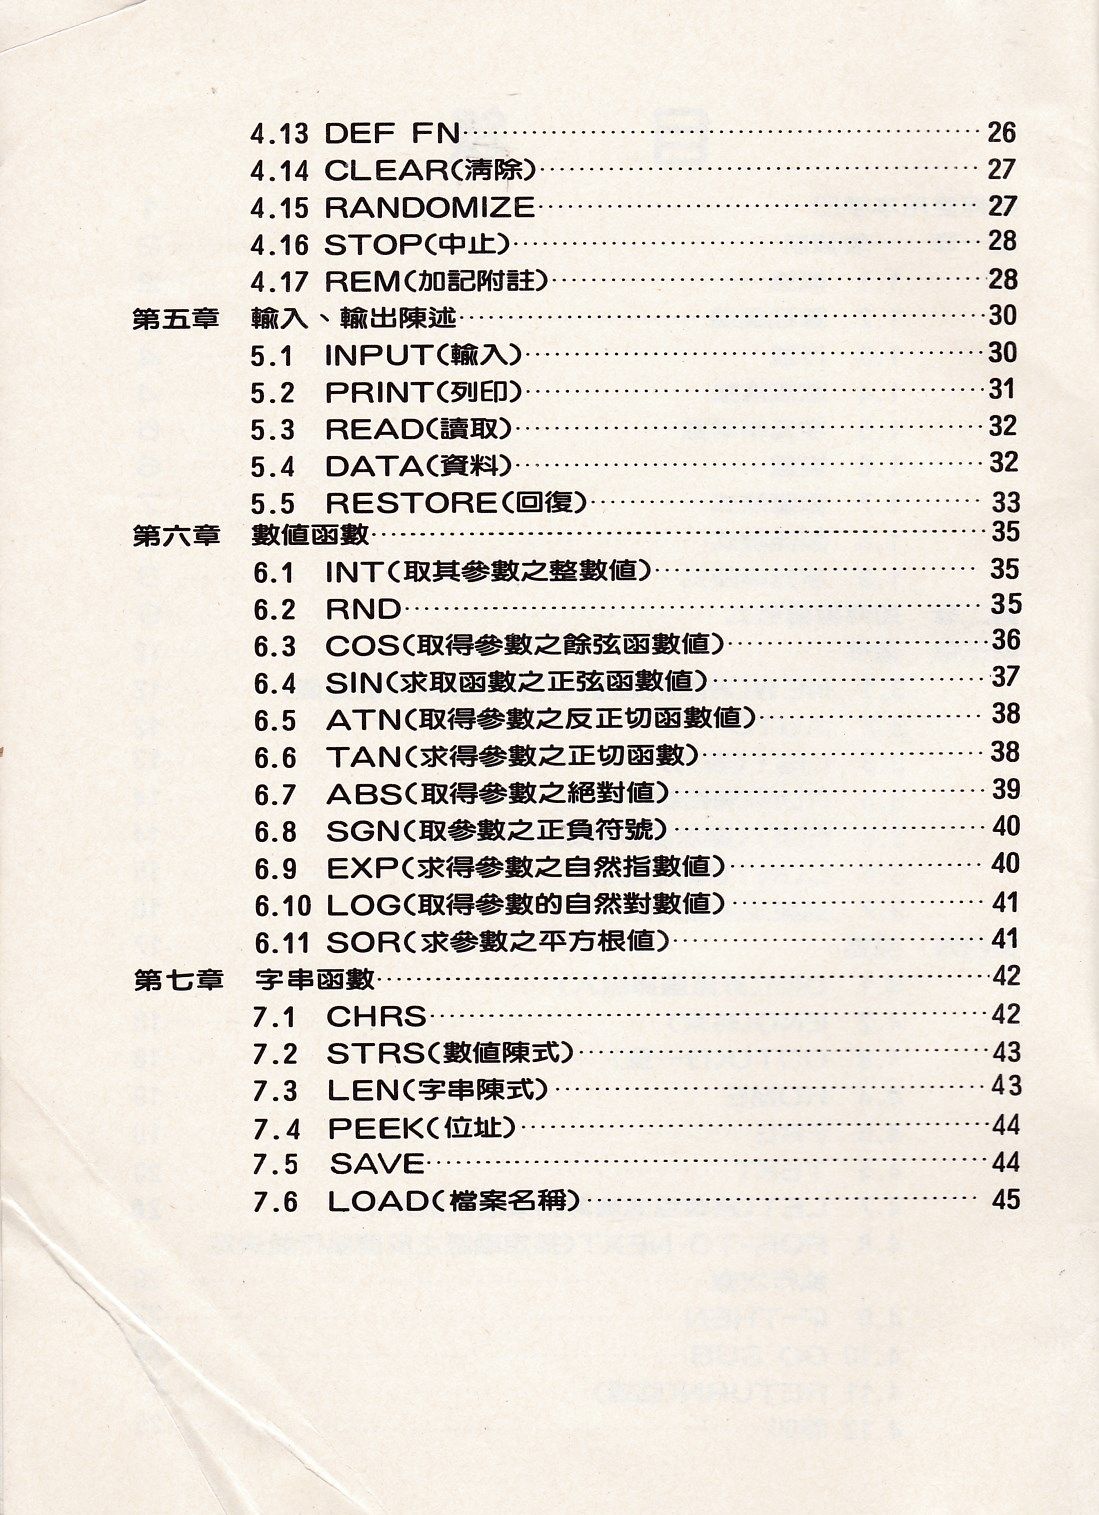 4.13 DEF FN 26
4.14 CLEAR(清除) 27
4.15 RANDOMIZE 27
4.16 STOP(中止) 28
4.17 REM(加記附註) 28
第五章 輸入、輸出陳述 30
5.1 INPUT(輸入) 30
5.2 PRINT(列印) 31
5.3 READ(讀取) 32
5.4 DATA(資料) 32
5.5 RESTORE(回復) 33
第六章 數值函數 35
6.1 INT(取其參數之整數值) 35
6.2 RND 35
6.3 COS(取得參數之餘弦函數值) 36
6.4 SIN(求取函數之正弦函數值) 37
6.5 ATN(取得參數之反正切函數值) 38
6.6 TAN(求得參數之正切函數) 38
6.7 ABS(取得參數之絕對值) 39
6.8 SGN(取參數之正負符號) 40
6.9 EXP(求得參數之自然指數值) 40
6.10 LOG(取得參數的自然對數值) 41
6.11 SOR(求參數之平方根值) 41
第七章 字串函數 42
7.1 CHRS 42
7.2 STRS(數值陳式) 43
7.3 LEN(字串陳式) 43
7.4 PEEK(位址) 44
7.5 SAVE 44
7.6 LOAD(檔案名稱) 45